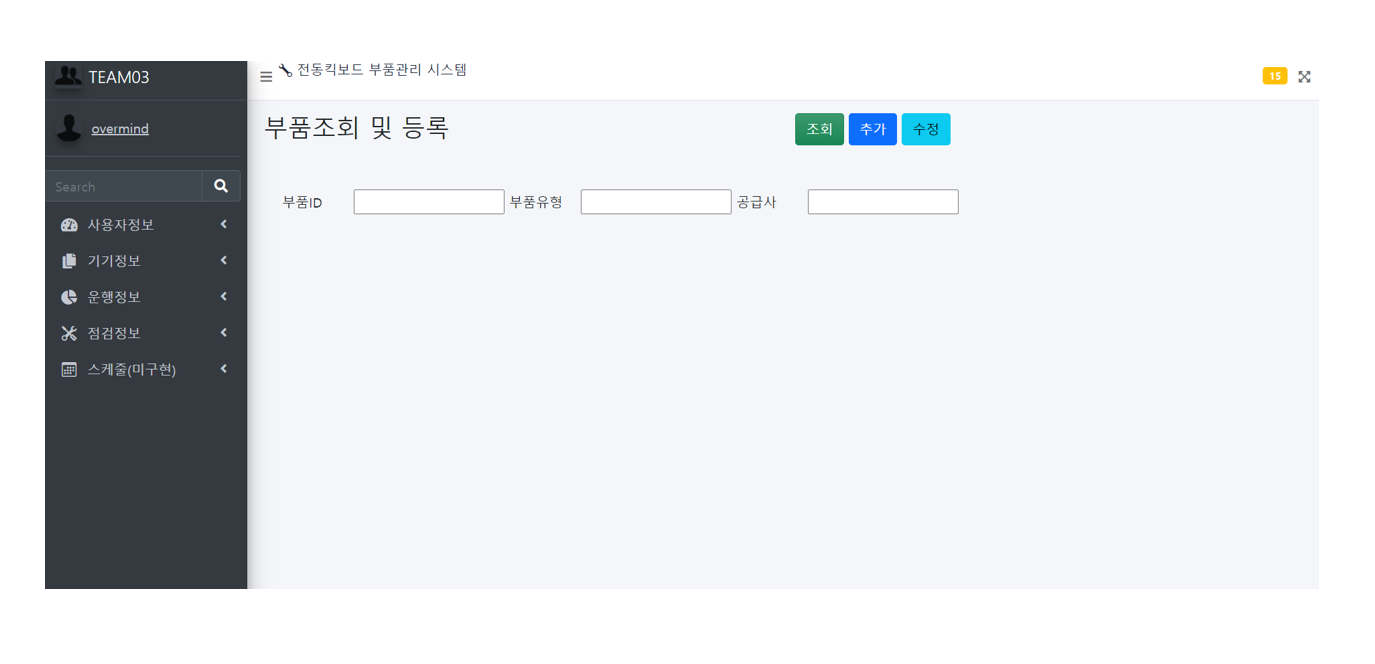 TEAM03
overmind
Search
사용자정보
기기정보
운행정보
점검정보
스케줄(미구현)
전동킥보드 부품관리 시스템
15
부품조회 및 등록
조회 추가 수정
부품ID 부품유형 공급사